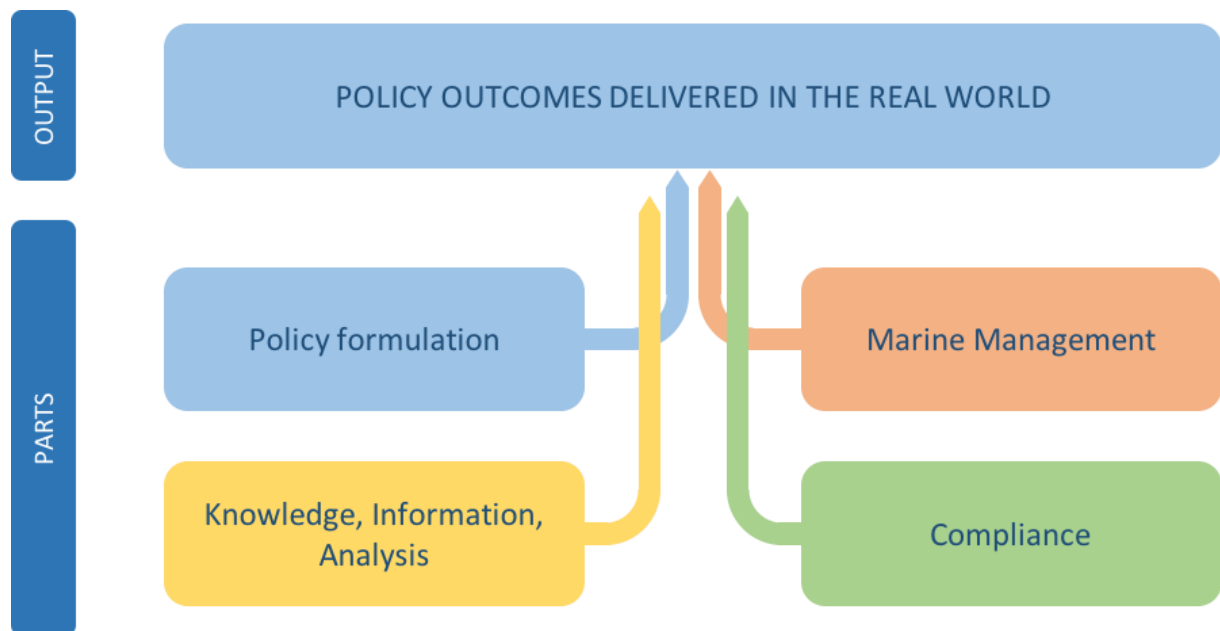 OUTPUT
POLICY OUTCOMES DELIVERED IN THE REAL WORLD
PARTS
Policy formulation
Marine Management
Knowledge, Information,
Analysis
Compliance